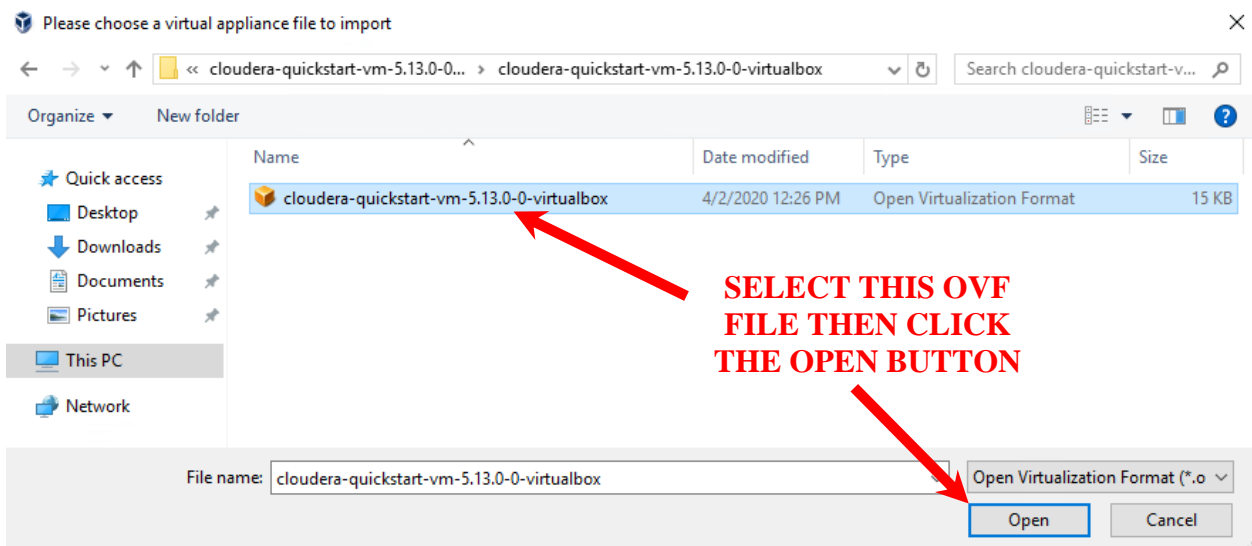 Please choose a virtual appliance file to import
« cloudera-quickstart-vm-5.13.0-0... › cloudera-quickstart-vm-5.13.0-0-virtualbox
Search cloudera-quickstart-v...
Organize
New folder
Name Date modified Type Size
Quick access
cloudera-quickstart-vm-5.13.0-0-virtualbox 4/2/2020 12:26 PM Open Virtualization Format 15 KB
Desktop
Downloads
Documents
Pictures
This PC
Network
SELECT THIS OVF
FILE THEN CLICK
THE OPEN BUTTON
File name: cloudera-quickstart-vm-5.13.0-0-virtualbox
Open Virtualization Format (*.o
Open
Cancel